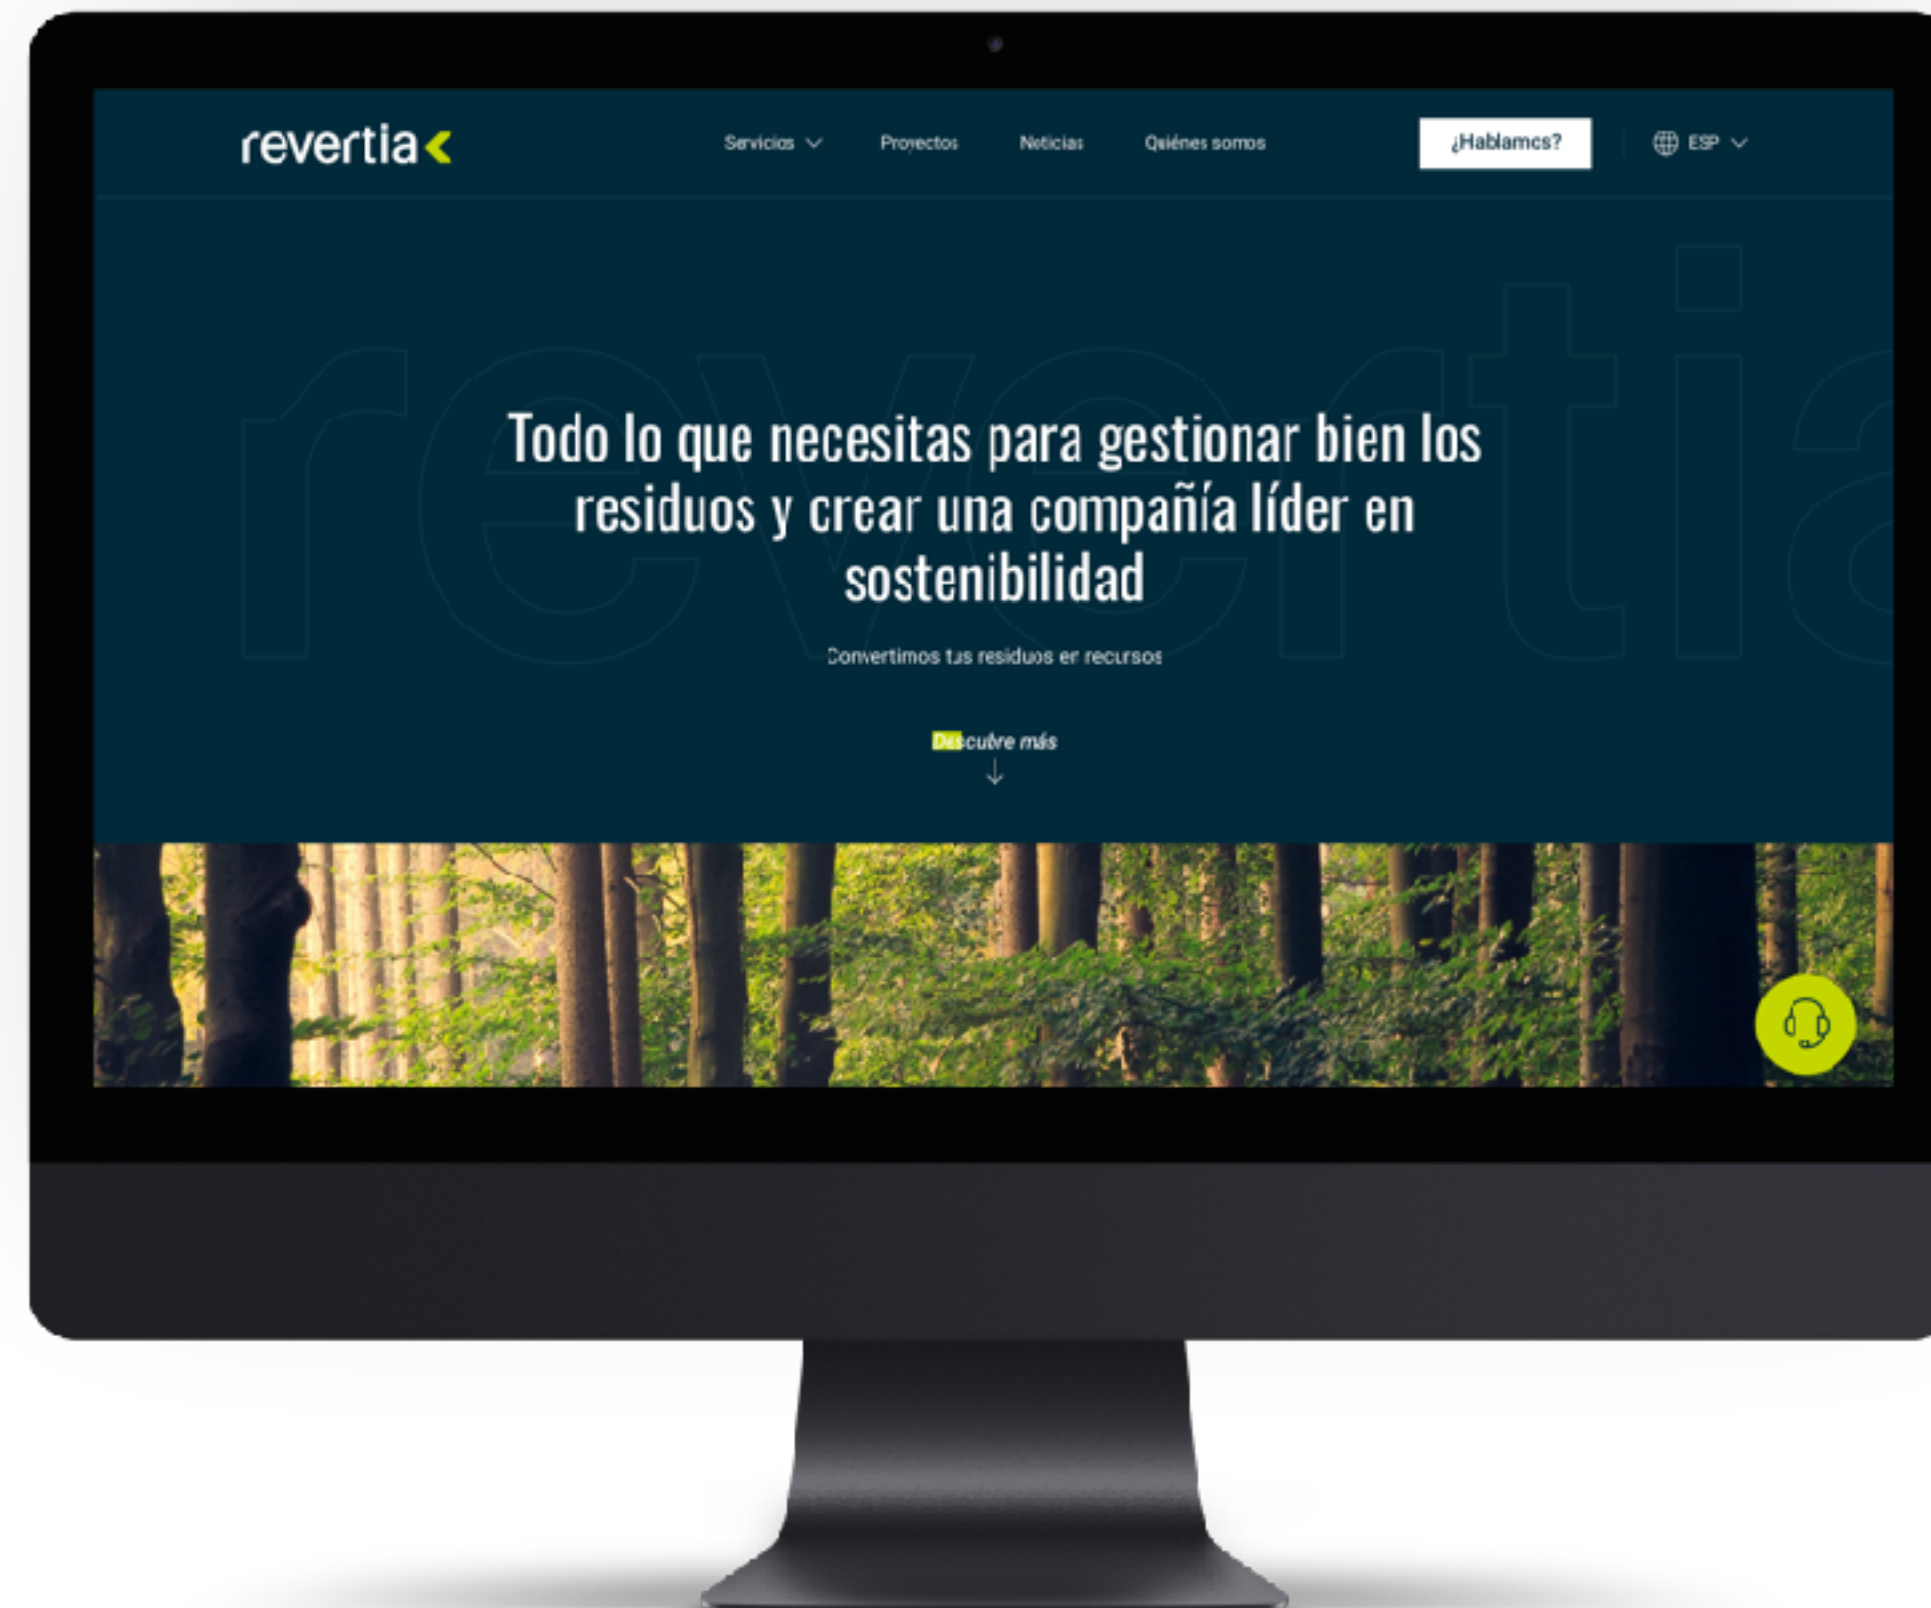 revertia
Servicios
Proyectos
Noticias
Quiénes somos
¿Hablamos?
ESP
revertia
Todo lo que necesitas para gestionar bien los
residuos y crear una compañía líder en
sostenibilidad
Convertimos tus residuos en recursos
Descubre más